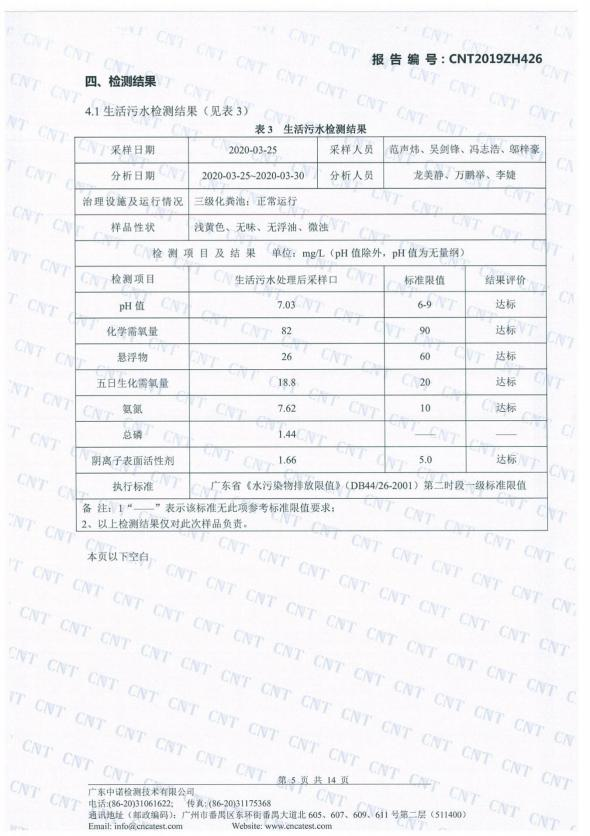 报 告 编 号：CNT2019ZH426
四、检测结果
4.1 生活污水检测结果（见表 3）
表 3 生活污水检测结果
采样日期 2020-03-25 采样人员 范声炜、吴剑锋、冯志浩、邬梓豪
分析日期 2020-03-25~2020-03-30 分析人员 龙美静、万鹏举、李婕
治理设施及运行情况 三级化粪池；正常运行
样品性状 浅黄色、无味、无浮油、微浊
检 测 项 目 及 结 果 单位：mg/L（pH 值除外，pH 值为无量纲）
检测项目 生活污水处理后采样口 标准限值 结果评价
pH 值 7.03 6-9 达标
化学需氧量 82 90 达标
悬浮物 26 60 达标
五日生化需氧量 18.8 20 达标
氨氮 7.62 10 达标
总磷 1.44 —— ——
阴离子表面活性剂 1.66 5.0 达标
执行标准 广东省《水污染物排放限值》（DB44/26-2001）第二时段一级标准限值
备 注：1 “——”表示该标准无此项参考标准限值要求；
2、以上检测结果仅对此次样品负责。
本页以下空白
第 5 页 共 14 页
广东中诺检测技术有限公司
电话:(86-20)31061622; 传真: (86-20)31175368
通讯地址（邮政编码）: 广州市番禺区东环街番禺大道北 605、607、609、611 号第二层（511400）
Email: info@cncatest.com Website: www.cncatest.com